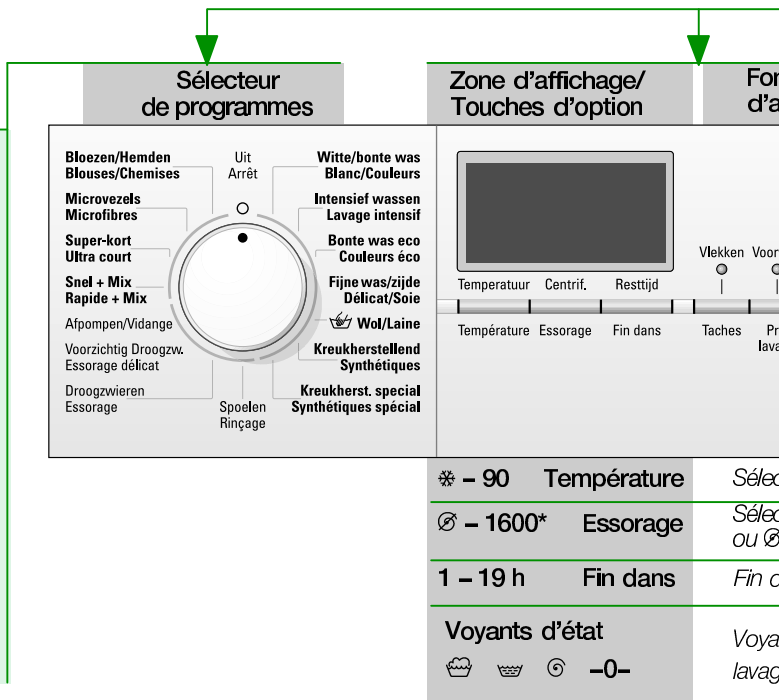 Sélecteur
de programmes
Zone d'affichage/
Touches d'option
Bloezen/Hemden
Blouses/Chemises
Microvezels
Microfibres
Super-kort
Ultra court
Snel + Mix
Rapide + Mix
Afpompen/Vidange
Voorzichtig Droogzw.
Essorage délicat
Droogzwieren
Essorage
Uit
Arrêt
Spoelen
Rinçage
Witte/bonte was
Blanc/Couleurs
Intensief wassen
Lavage intensif
Bonte was eco
Couleurs éco
Fijne was/zijde
Délicat/Soie
Wol/Laine
Kreukherstellend
Synthétiques
Kreukherst. special
Synthétiques spécial
Temperatuur Centrif. Resttijd
Température Essorage Fin dans
Vlekken
Taches
– 90 Température
– 1600* Essorage
ou
1 – 19 h Fin dans
Fin
Voyants d'état
–0–